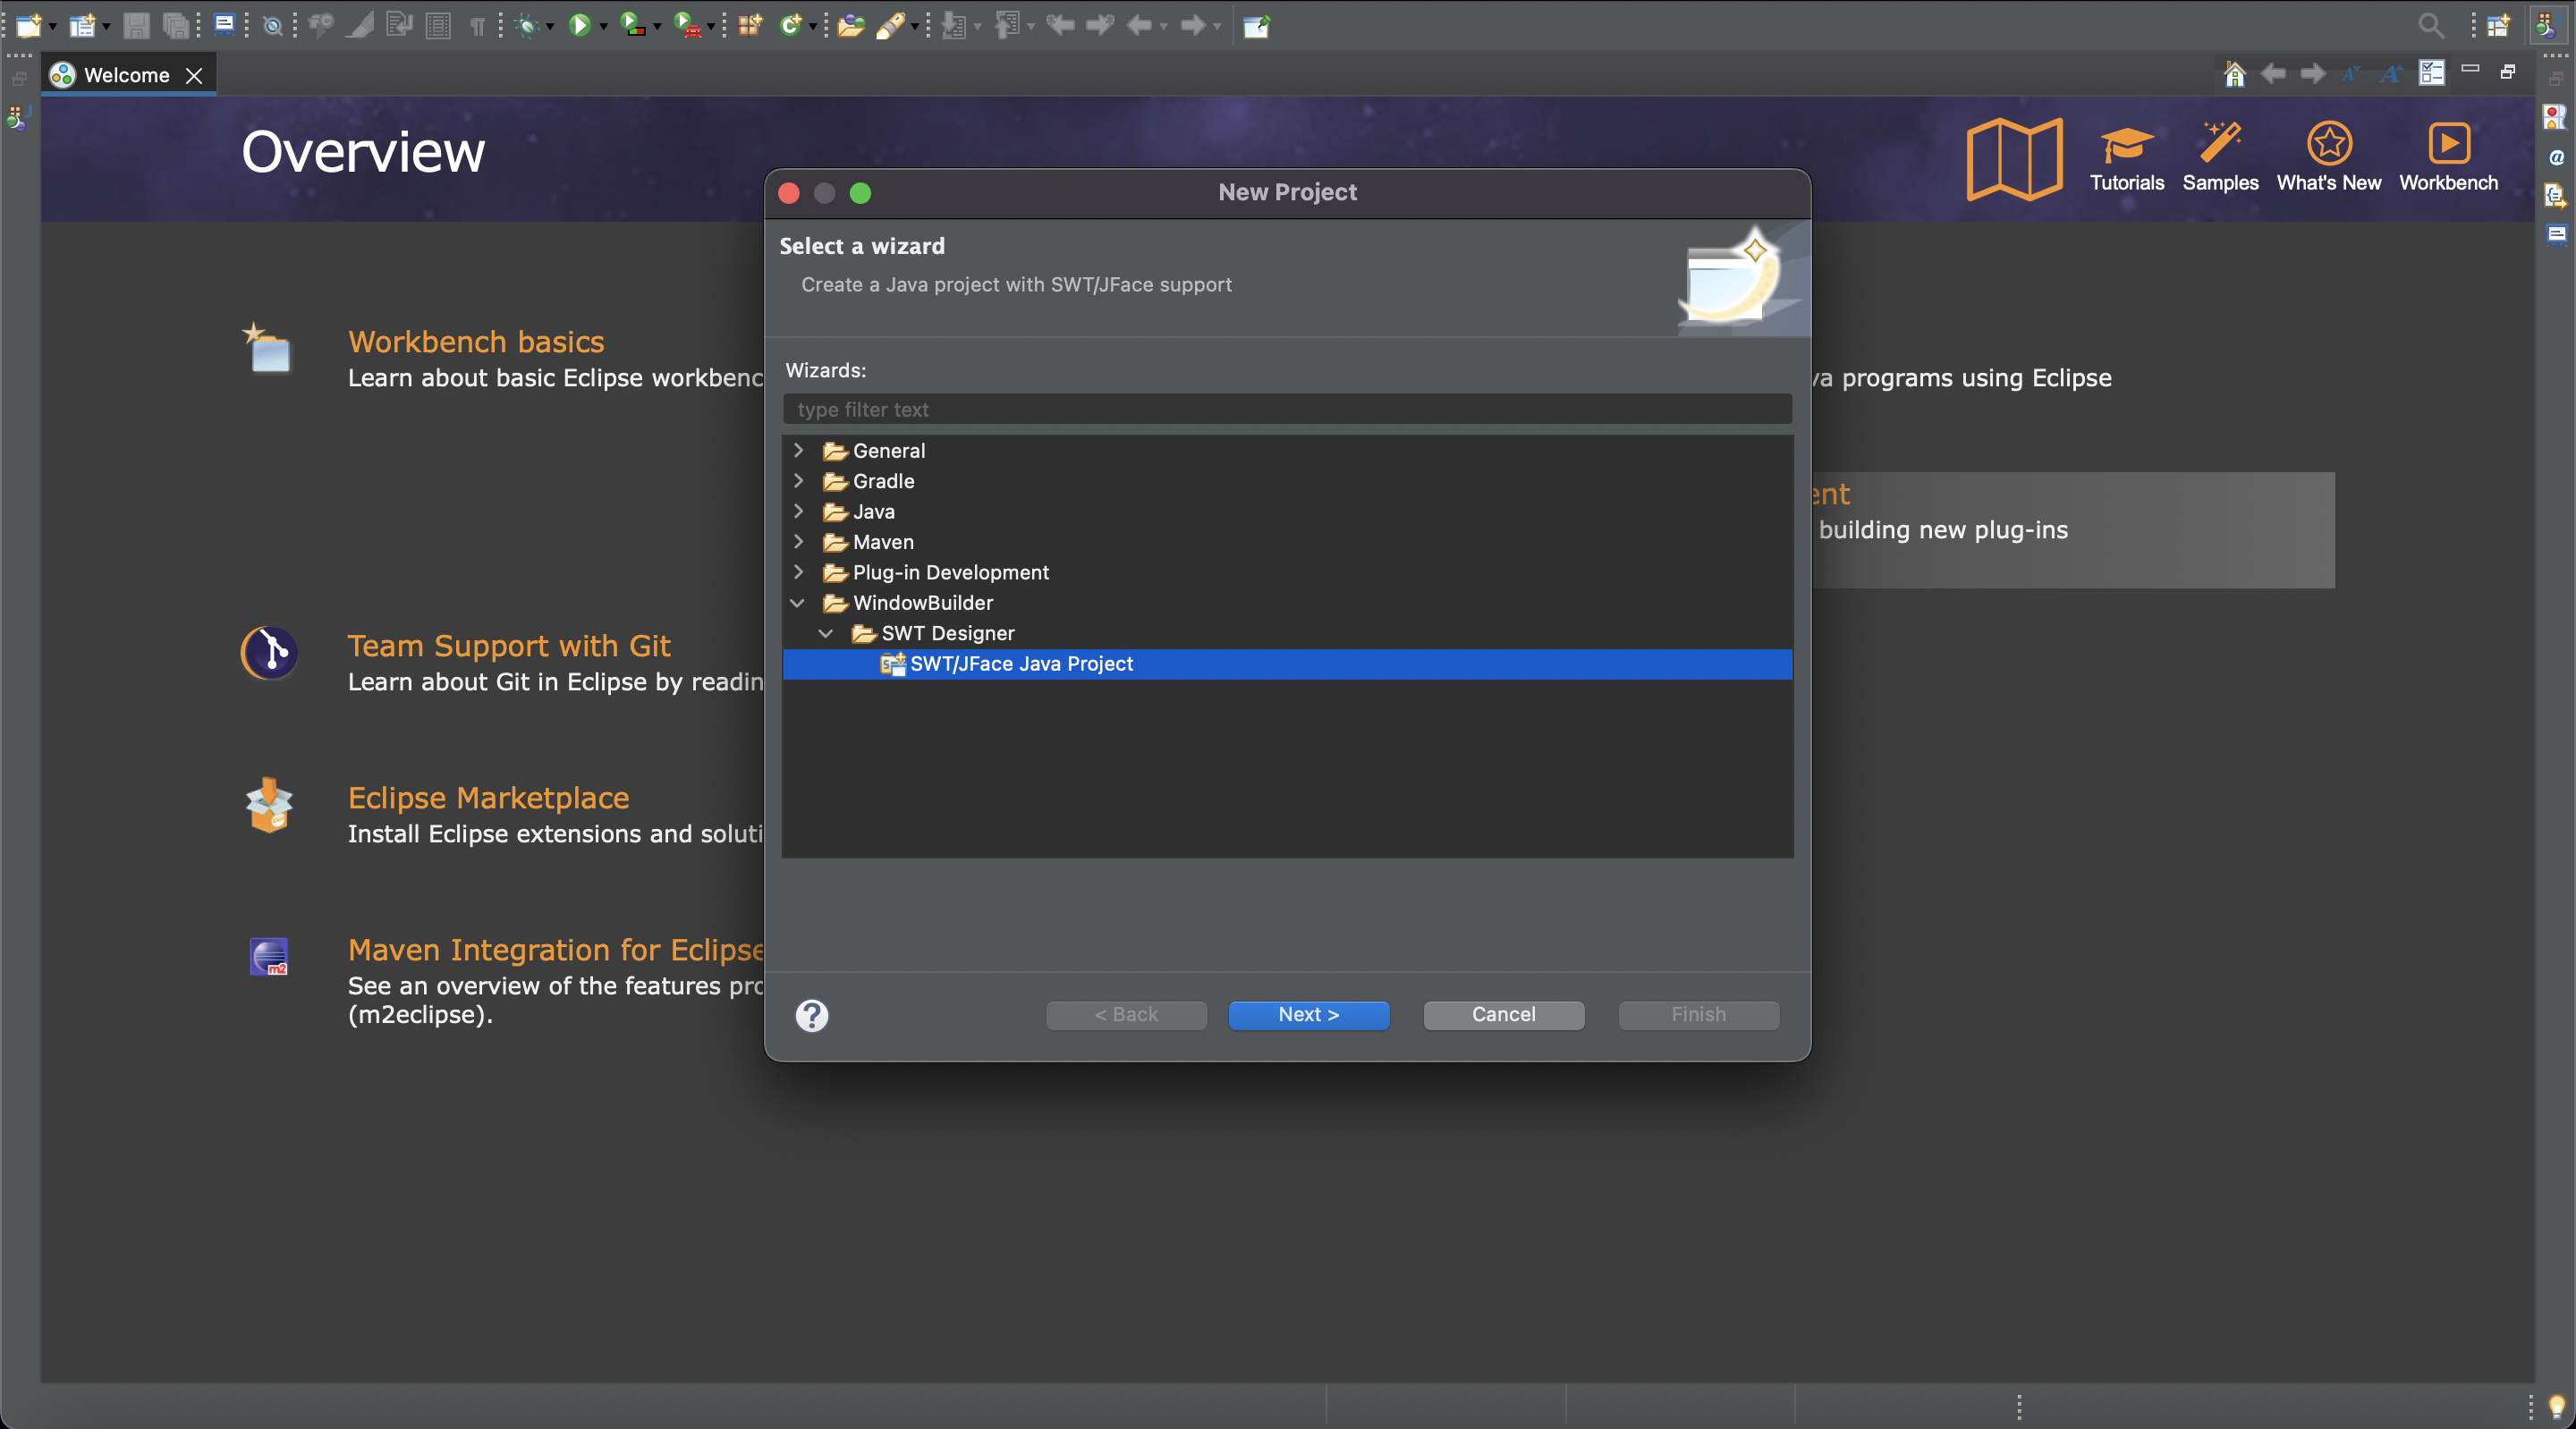 Welcome
Overview
Tutorials
Samples
What's New
Workbench
New Project
Select a wizard
Create a Java project with SWT/JFace support
Wizards:
type filter text
General
Gradle
Java
Maven
Plug-in Development
WindowBuilder
SWT Designer
SWT/JFace Java Project
< Back
Next >
Cancel
Finish
Workbench basics
Learn about basic Eclipse workbenc
programs using Eclipse
ent
building new plug-ins
Team Support with Git
Learn about Git in Eclipse by readin
Eclipse Marketplace
Install Eclipse extensions and soluti
m2
Maven Integration for Eclipse
See an overview of the features pro
(m2eclipse).